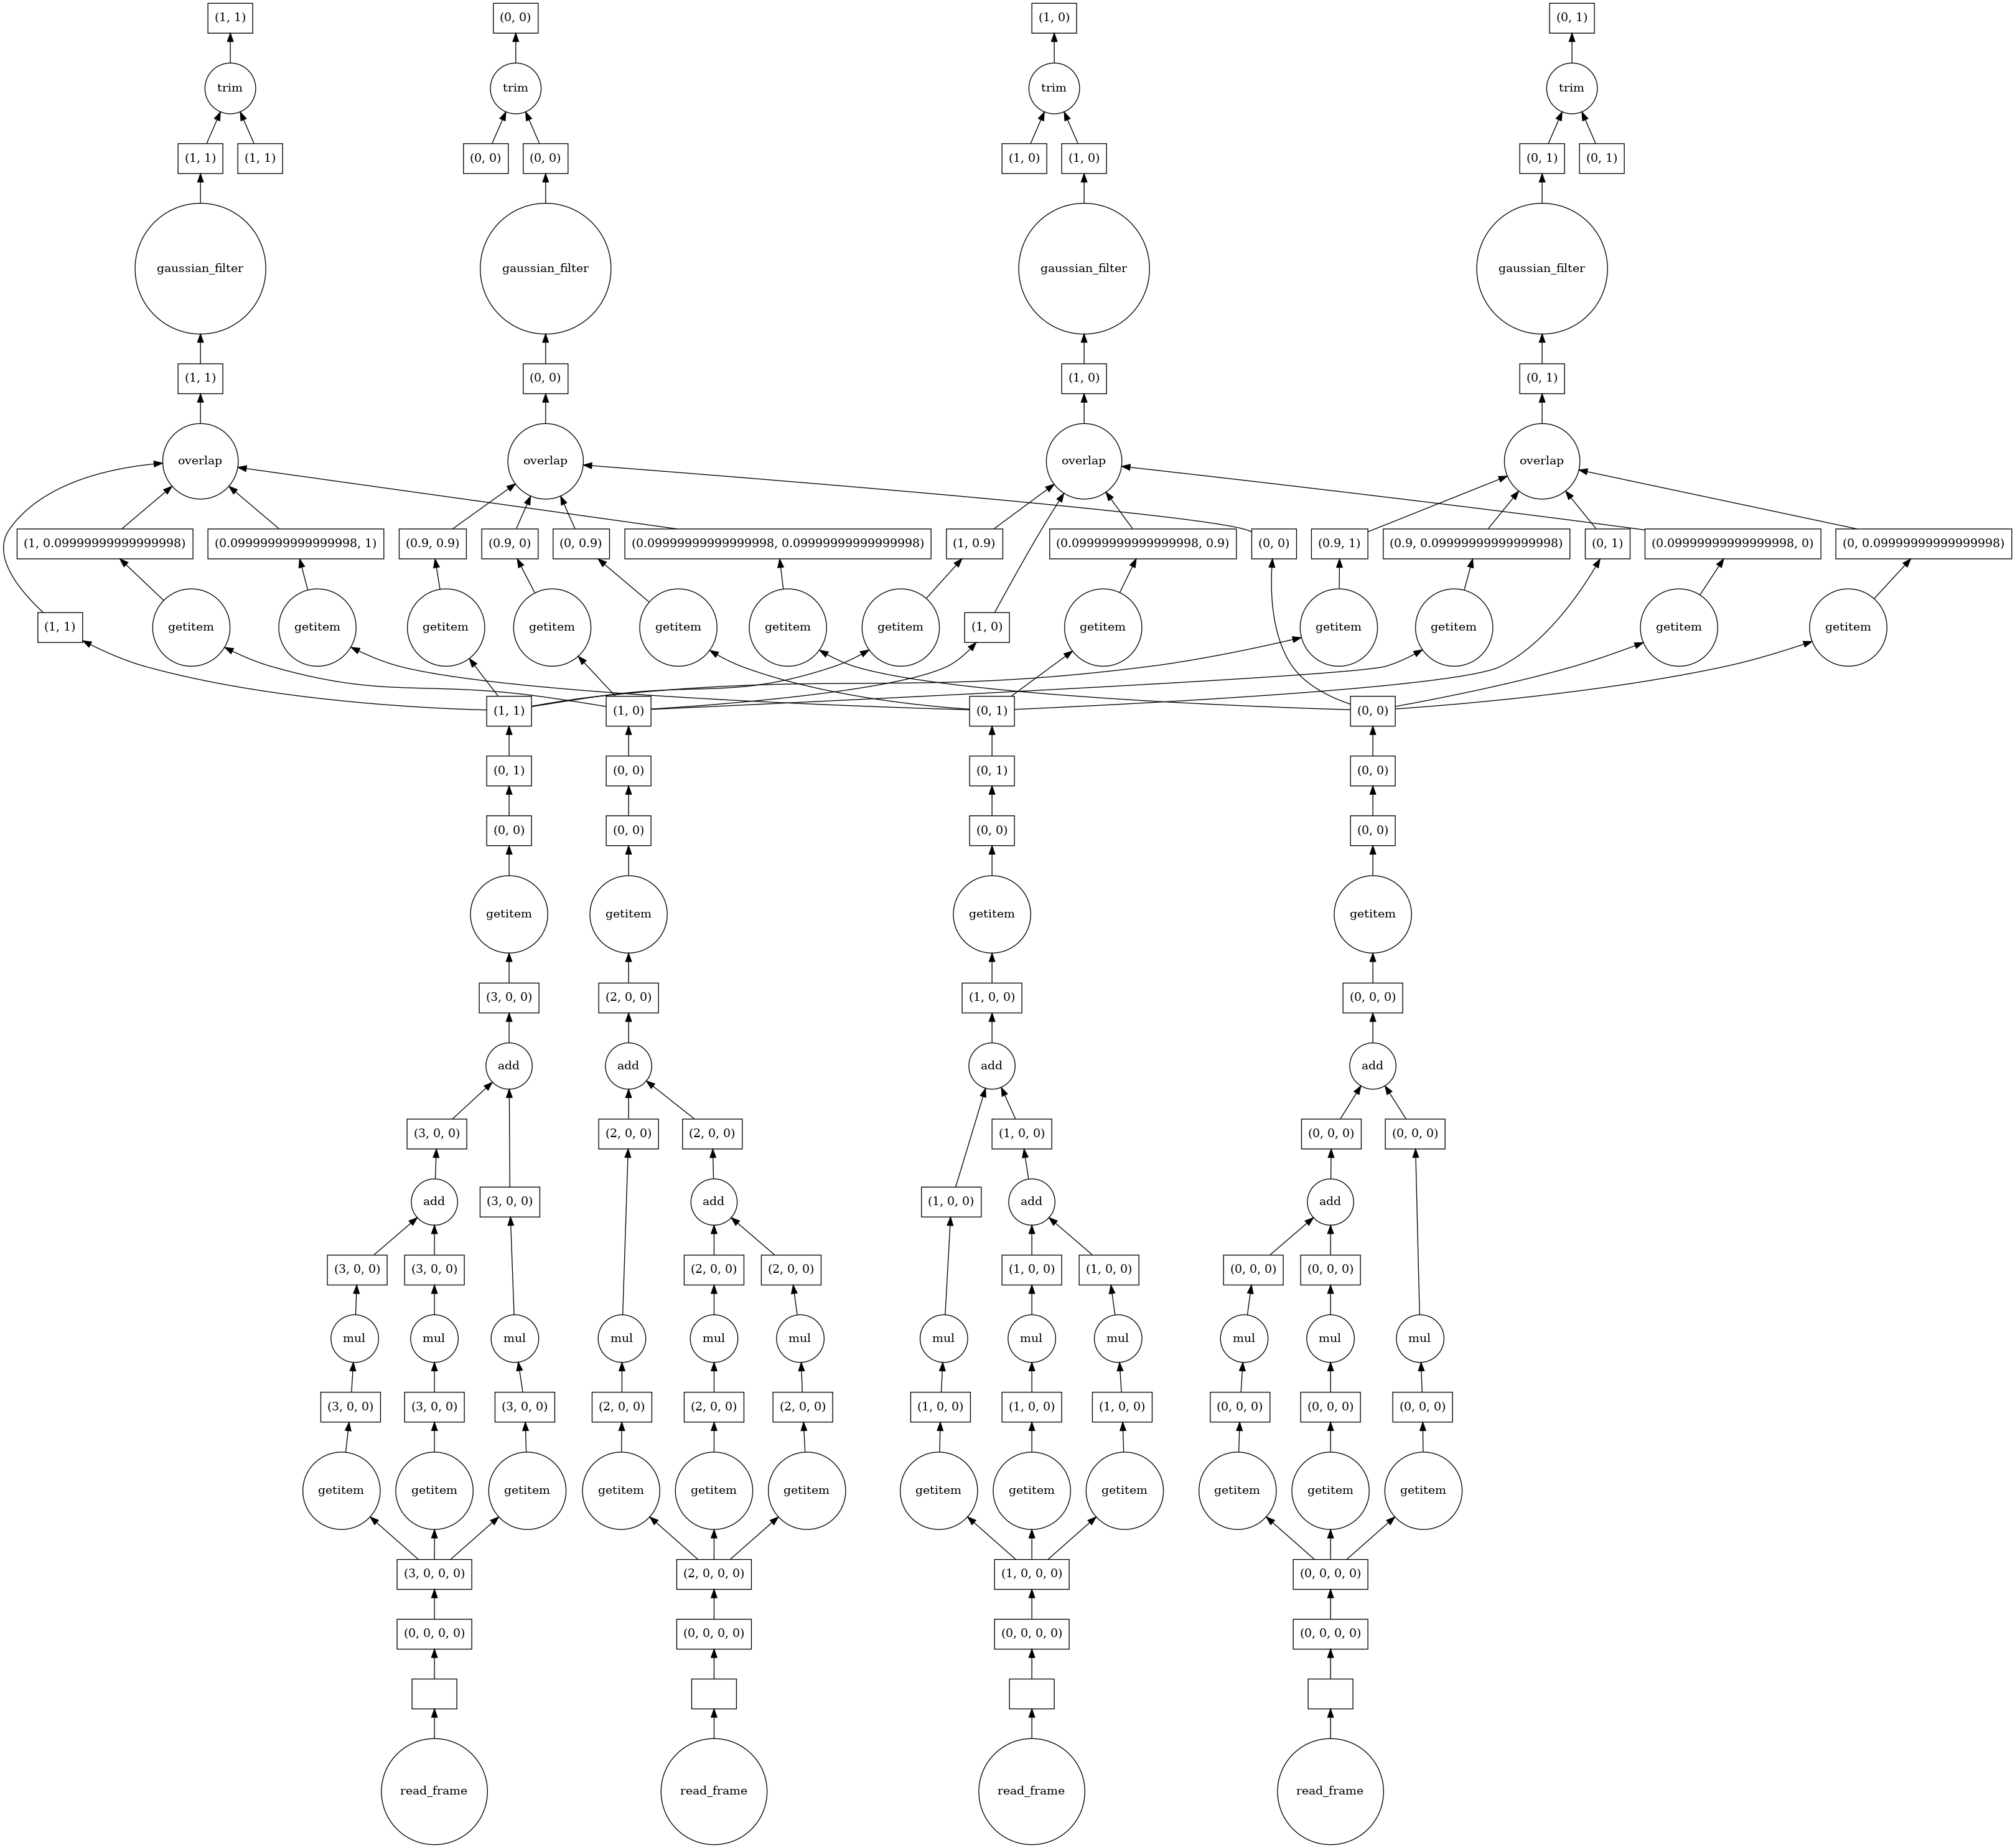 (1, 1)
(0, 0)
(1, 0)
(0, 1)
trim
trim
trim
trim
(1, 1)
(1, 1)
(0, 0)
(0, 0)
(1, 0)
(1, 0)
(0, 1)
(0, 1)
gaussian_filter
gaussian_filter
gaussian_filter
gaussian_filter
(1, 1)
(0, 0)
(1, 0)
(0, 1)
overlap
overlap
overlap
overlap
(1, 0.09999999999999998)
(0.09999999999999998, 1)
(0.9, 0.9)
(0.9, 0)
(0, 0.9)
(0.09999999999999998, 0.09999999999999998)
(1, 0.9)
(0.09999999999999998, 0.9)
(0, 0)
(0.9, 1)
(0.9, 0.09999999999999998)
(0, 1)
(0.09999999999999998, 0)
(0, 0.09999999999999998)
(1, 1)
getitem
getitem
getitem
getitem
getitem
getitem
getitem
(1, 0)
getitem
getitem
getitem
getitem
getitem
(1, 1)
(1, 0)
(0, 1)
(0, 0)
(0, 1)
(0, 0)
(0, 1)
(0, 0)
(0, 0)
(0, 0)
(0, 0)
(0, 0)
getitem
getitem
getitem
getitem
(3, 0, 0)
(2, 0, 0)
(1, 0, 0)
(0, 0, 0)
add
add
add
add
(3, 0, 0)
(2, 0, 0)
(2, 0, 0)
(1, 0, 0)
(0, 0, 0)
(0, 0, 0)
add
(3, 0, 0)
add
(1, 0, 0)
add
add
(3, 0, 0)
(3, 0, 0)
(2, 0, 0)
(2, 0, 0)
(1, 0, 0)
(1, 0, 0)
(0, 0, 0)
(0, 0, 0)
mul
mul
mul
mul
mul
mul
mul
mul
mul
mul
mul
mul
(3, 0, 0)
(3, 0, 0)
(3, 0, 0)
(2, 0, 0)
(2, 0, 0)
(2, 0, 0)
(1, 0, 0)
(1, 0, 0)
(1, 0, 0)
(0, 0, 0)
(0, 0, 0)
(0, 0, 0)
getitem
getitem
getitem
getitem
getitem
getitem
getitem
getitem
getitem
getitem
getitem
getitem
(3, 0, 0, 0)
(2, 0, 0, 0)
(1, 0, 0, 0)
(0, 0, 0, 0)
(0, 0, 0, 0)
(0, 0, 0, 0)
(0, 0, 0, 0)
(0, 0, 0, 0)
read_frame
read_frame
read_frame
read_frame